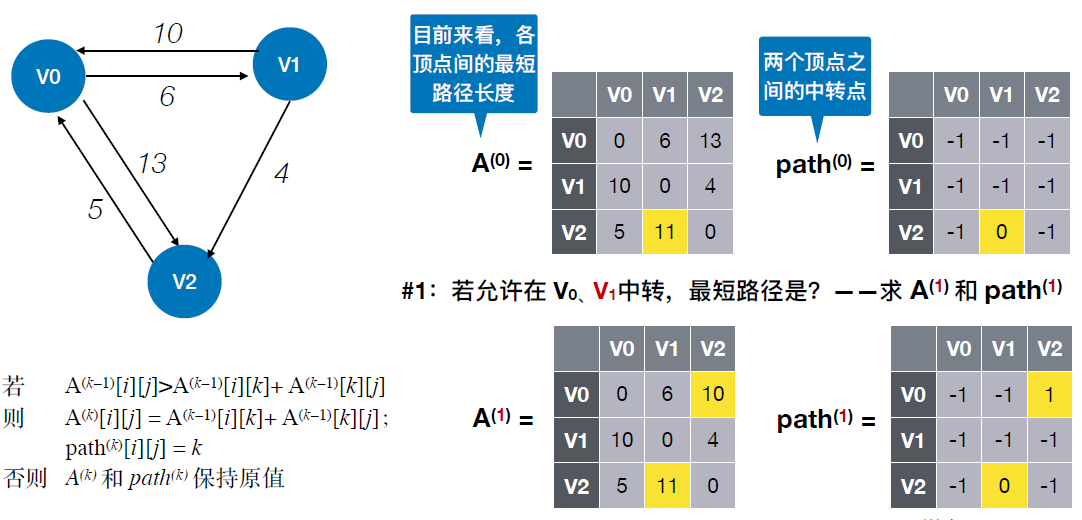 10
V0
V1
6
13
4
5
V2
目前来看，各
顶点间的最短
路径长度
两个顶点之
间的中转点
A(0) =
V0 V1 V2
V0 0 6 13
V1 10 0 4
V2 5 11 0
path(0) =
V0 V1 V2
V0 -1 -1 -1
V1 -1 -1 -1
V2 -1 0 -1
#1：若允许在 V0、V1中转，最短路径是？——求 A(1) 和 path(1)
A(1) =
V0 V1 V2
V0 0 6 10
V1 10 0 4
V2 5 11 0
path(1) =
V0 V1 V2
V0 -1 -1 1
V1 -1 -1 -1
V2 -1 0 -1
若 A(k−1)[i][j]>A(k−1)[i][k]+ A(k−1)[k][j]
则 A(k)[i][j] = A(k−1)[i][k]+ A(k−1)[k][j] ;
path(k)[i][j] = k
否则 A(k) 和 path(k) 保持原值